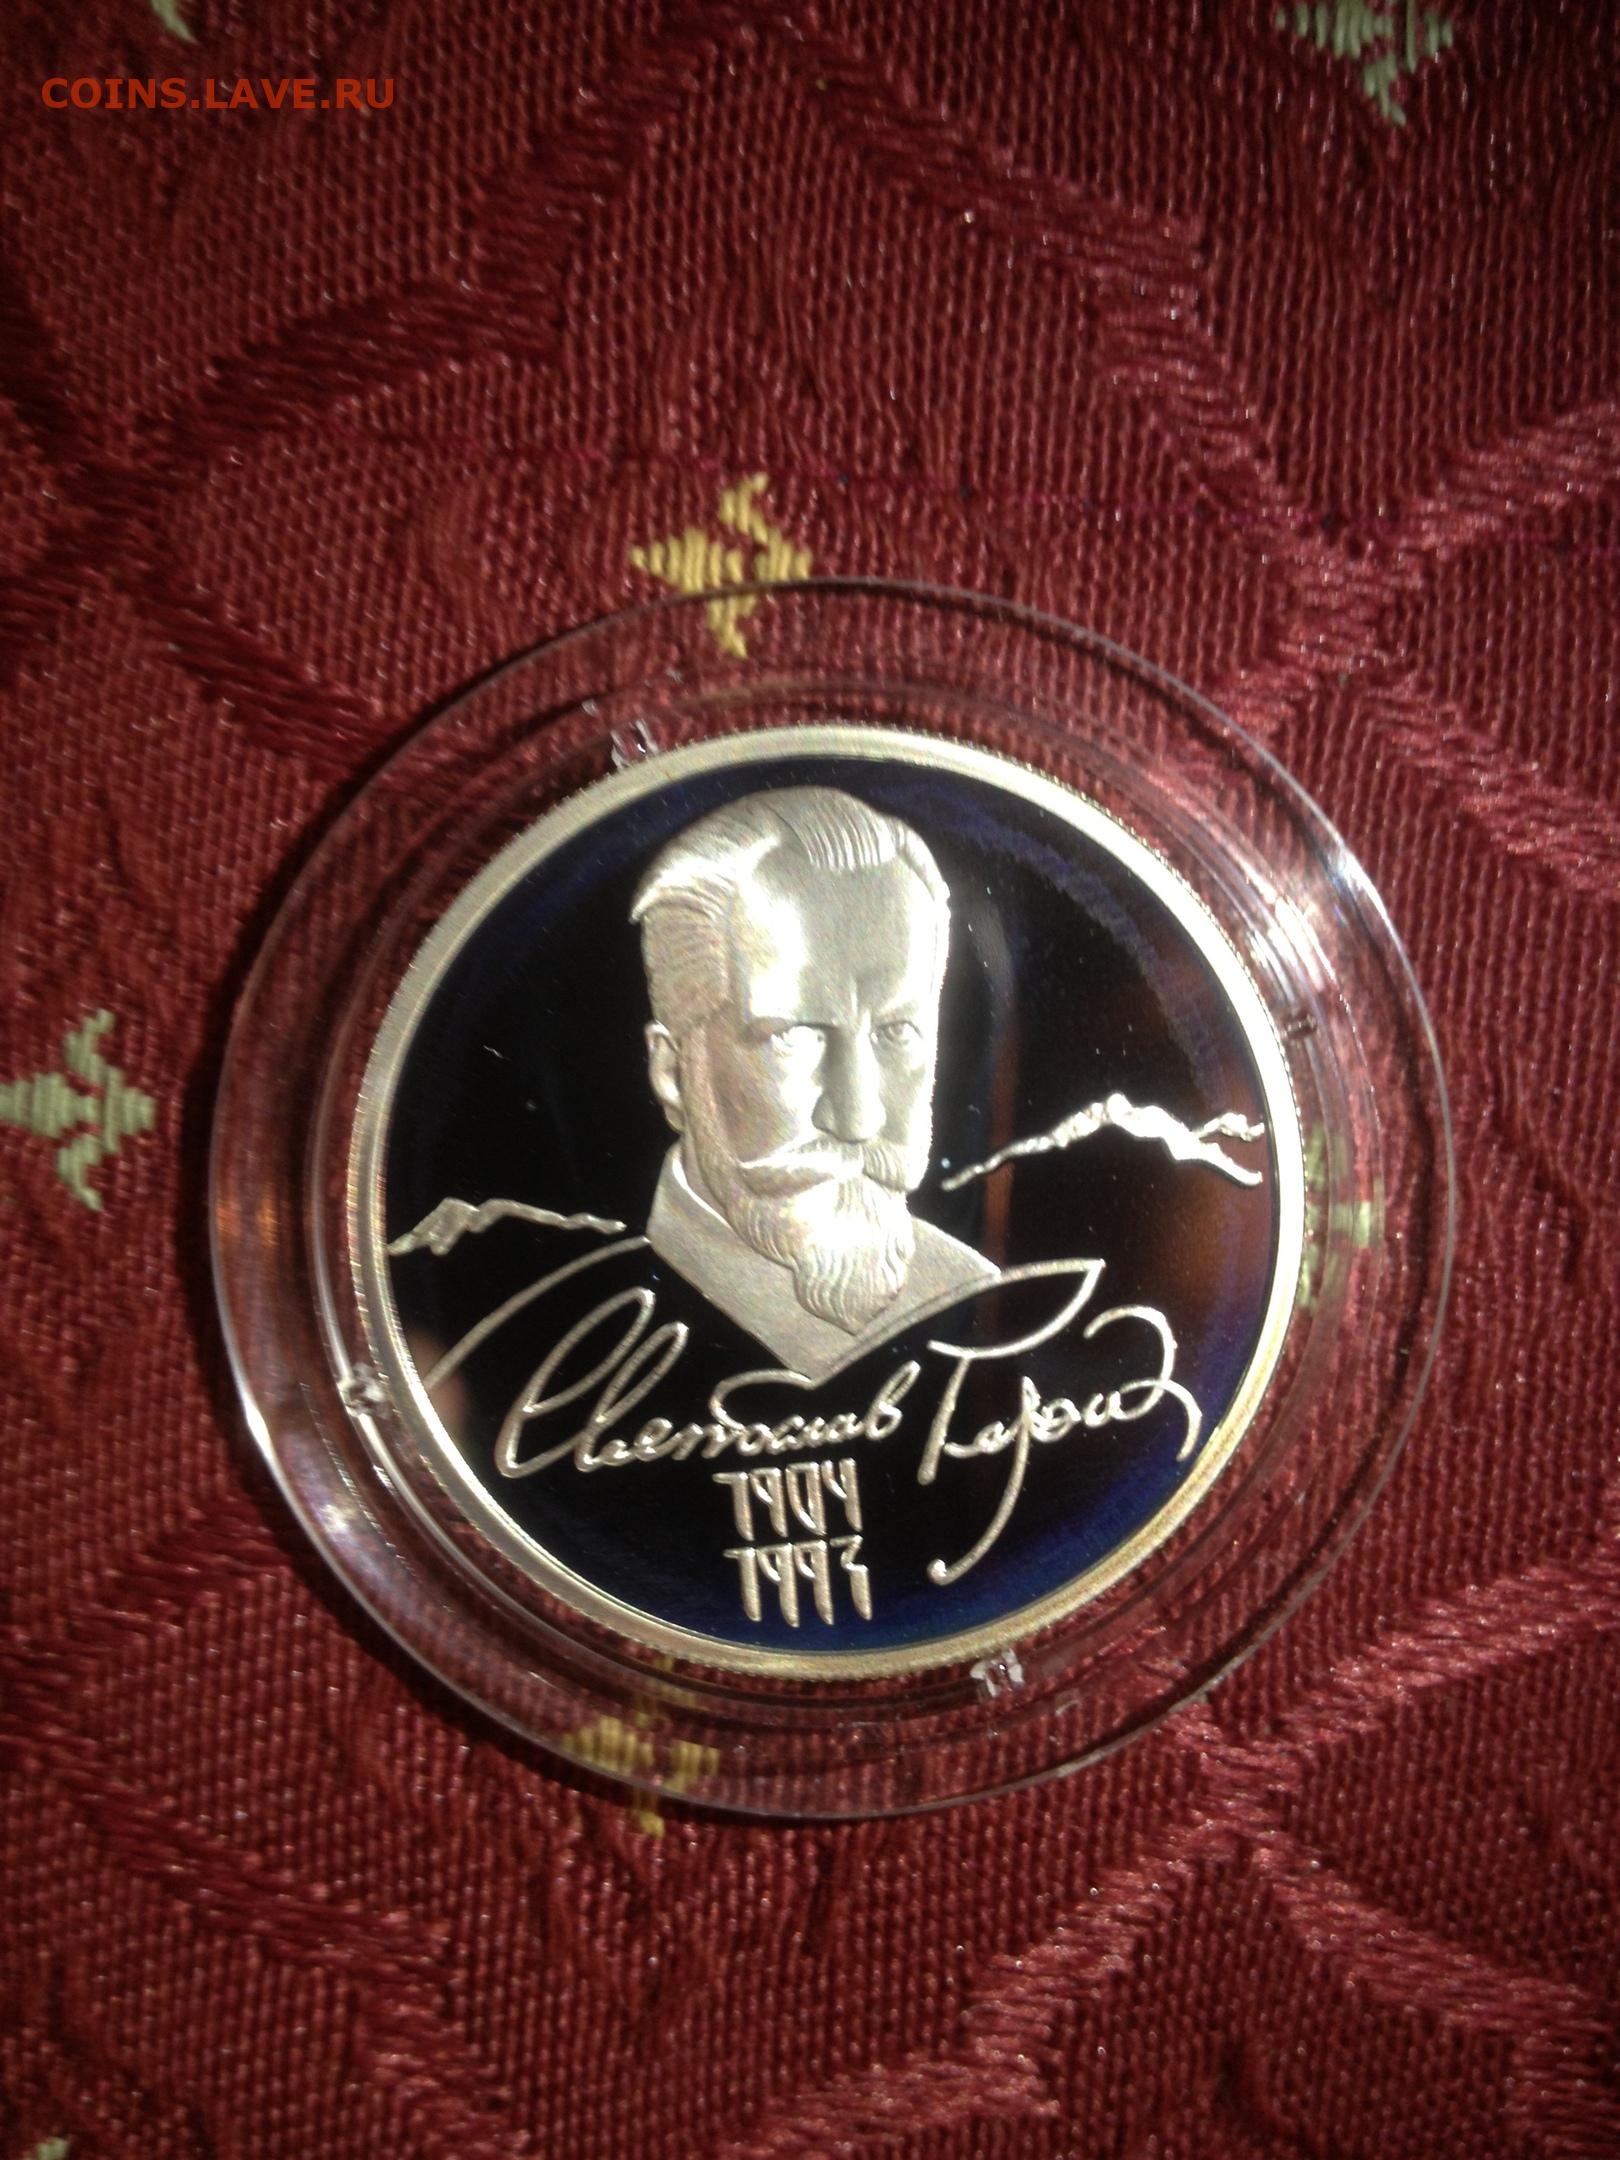 COINS.LAVE.RU
Святослав Рерих
1904
1993